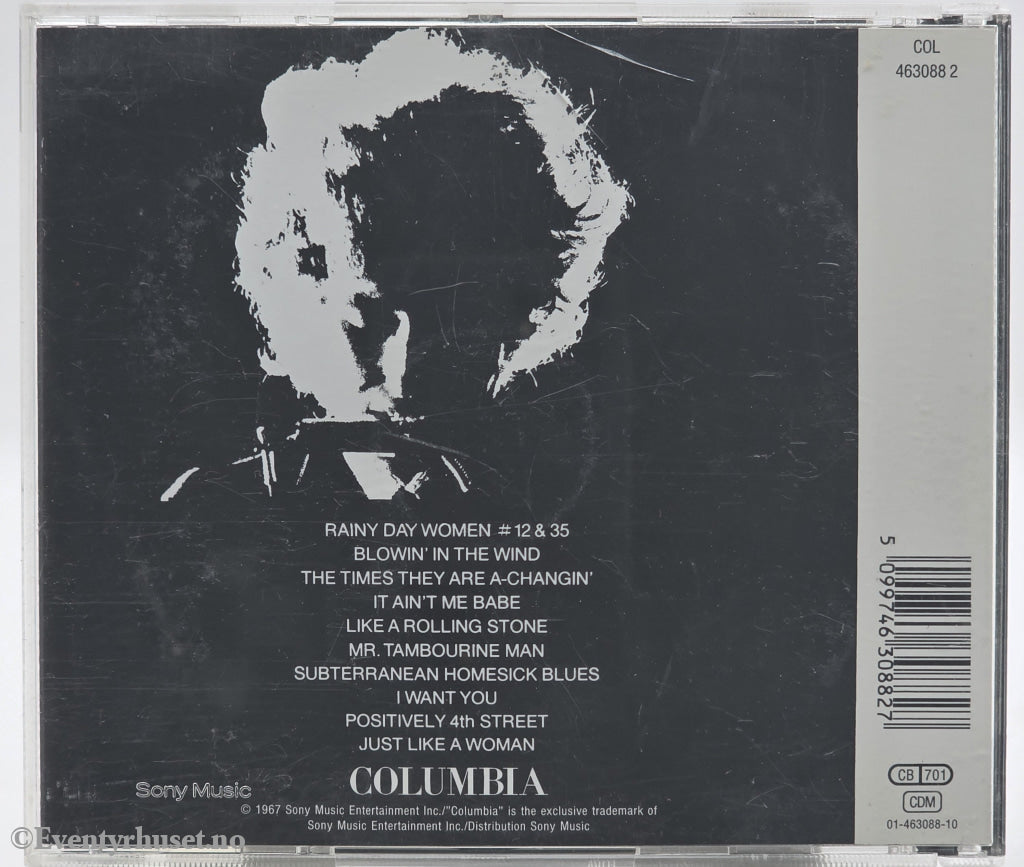 COL
463088 2
RAINY DAY WOMEN # 12 & 35
BLOWIN' IN THE WIND
THE TIMES THEY ARE A-CHANGIN'
IT AIN'T ME BABE
LIKE A ROLLING STONE
MR. TAMBOURINE MAN
SUBTERRANEAN HOMESICK BLUES
I WANT YOU
POSITIVELY 4th STREET
JUST LIKE A WOMAN
Sony Music
COLUMBIA
© 1967 Sony Music Entertainment Inc./"Columbia" is the exclusive trademark of
Sony Music Entertainment Inc./Distribution Sony Music
5 099746 308827
CB 701
CDM
01-463088-10
©Eventyrhuset.no